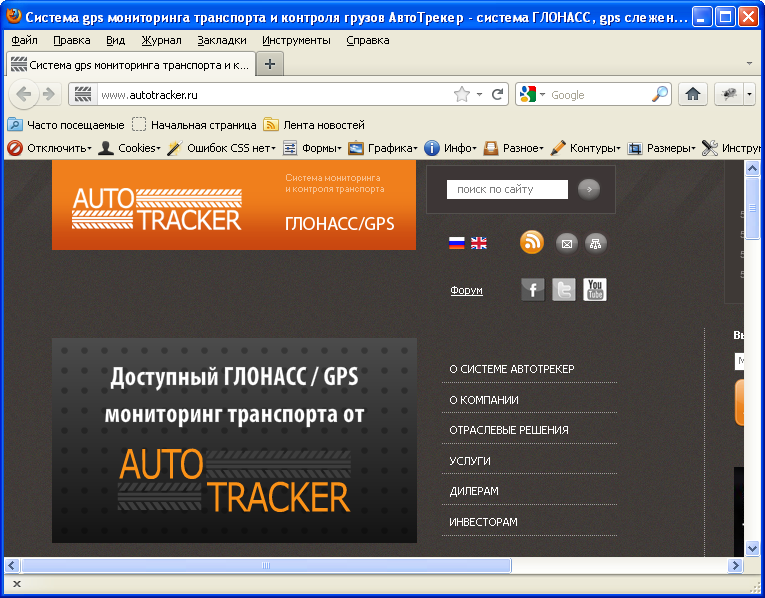 Система gps мониторинга транспорта и контроля грузов АвтоТрекер - система ГЛОНАСС, gps слежен...
Файл Правка Вид Журнал Закладки Инструменты Справка
Система gps мониторинга транспорта и к...
www.autotracker.ru
Google
Часто посещаемые Начальная страница Лента новостей
Отключить Cookies Ошибок CSS нет Формы Графика Инфо Разное Контуры Размеры Инстру
Система мониторинга
и контроля транспорта
AUTO
TRACKER
ГЛОНАСС/GPS
поиск по сайту
Форум
You
Tube
Доступный ГЛОНАСС / GPS
мониторинг транспорта от
AUTO
TRACKER
О СИСТЕМЕ АВТОТРЕКЕР
О КОМПАНИИ
ОТРАСЛЕВЫЕ РЕШЕНИЯ
УСЛУГИ
ДИЛЕРАМ
ИНВЕСТОРАМ